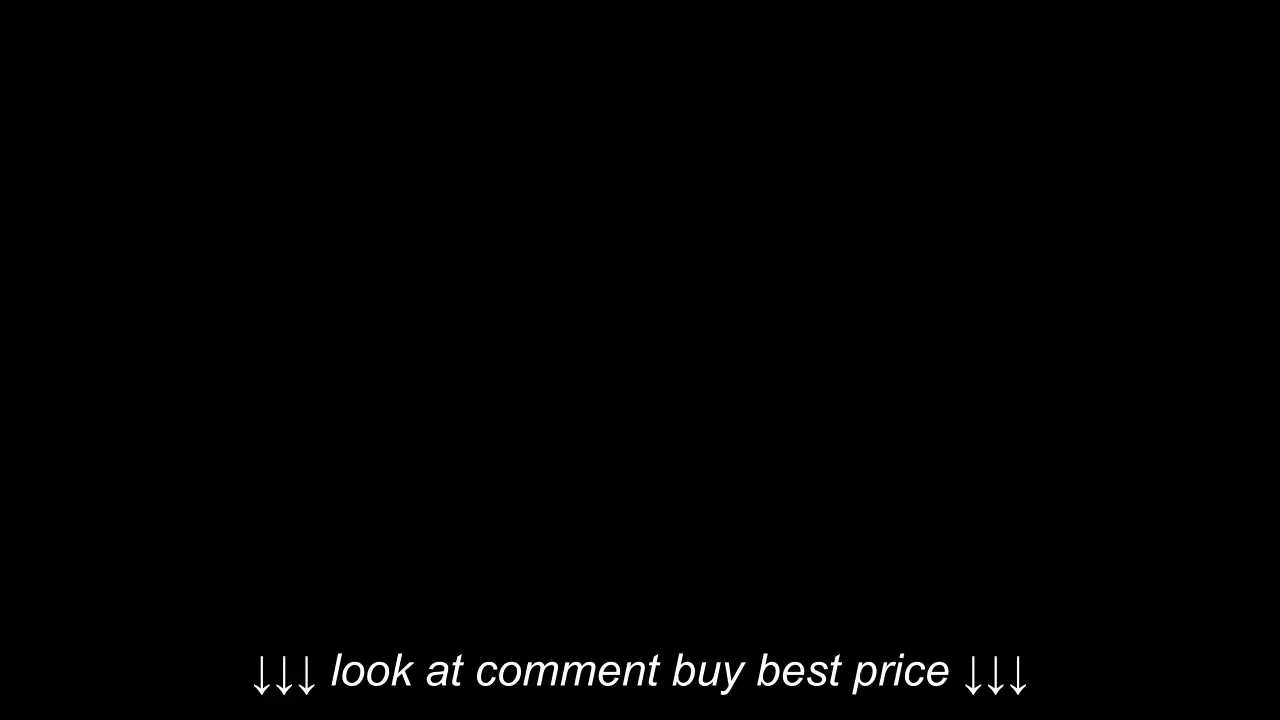 ↓↓↓ look at comment buy best price ↓↓↓